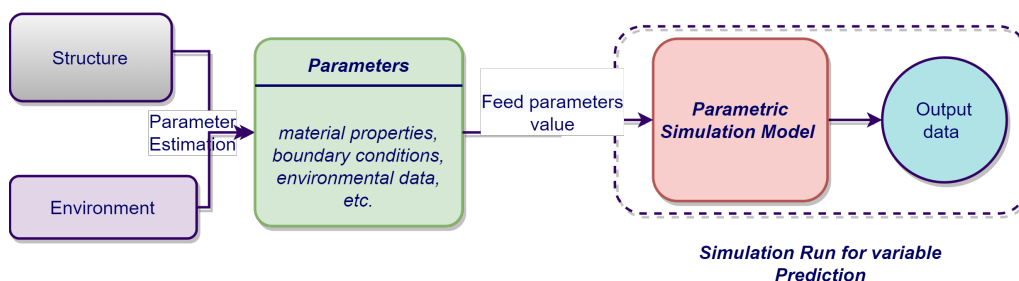 Structure
Environment
Parameter
Estimation
Parameters
material properties,
boundary conditions,
environmental data,
etc.
Feed parameters
value
Parametric
Simulation Model
Output
data
Simulation Run for variable
Prediction